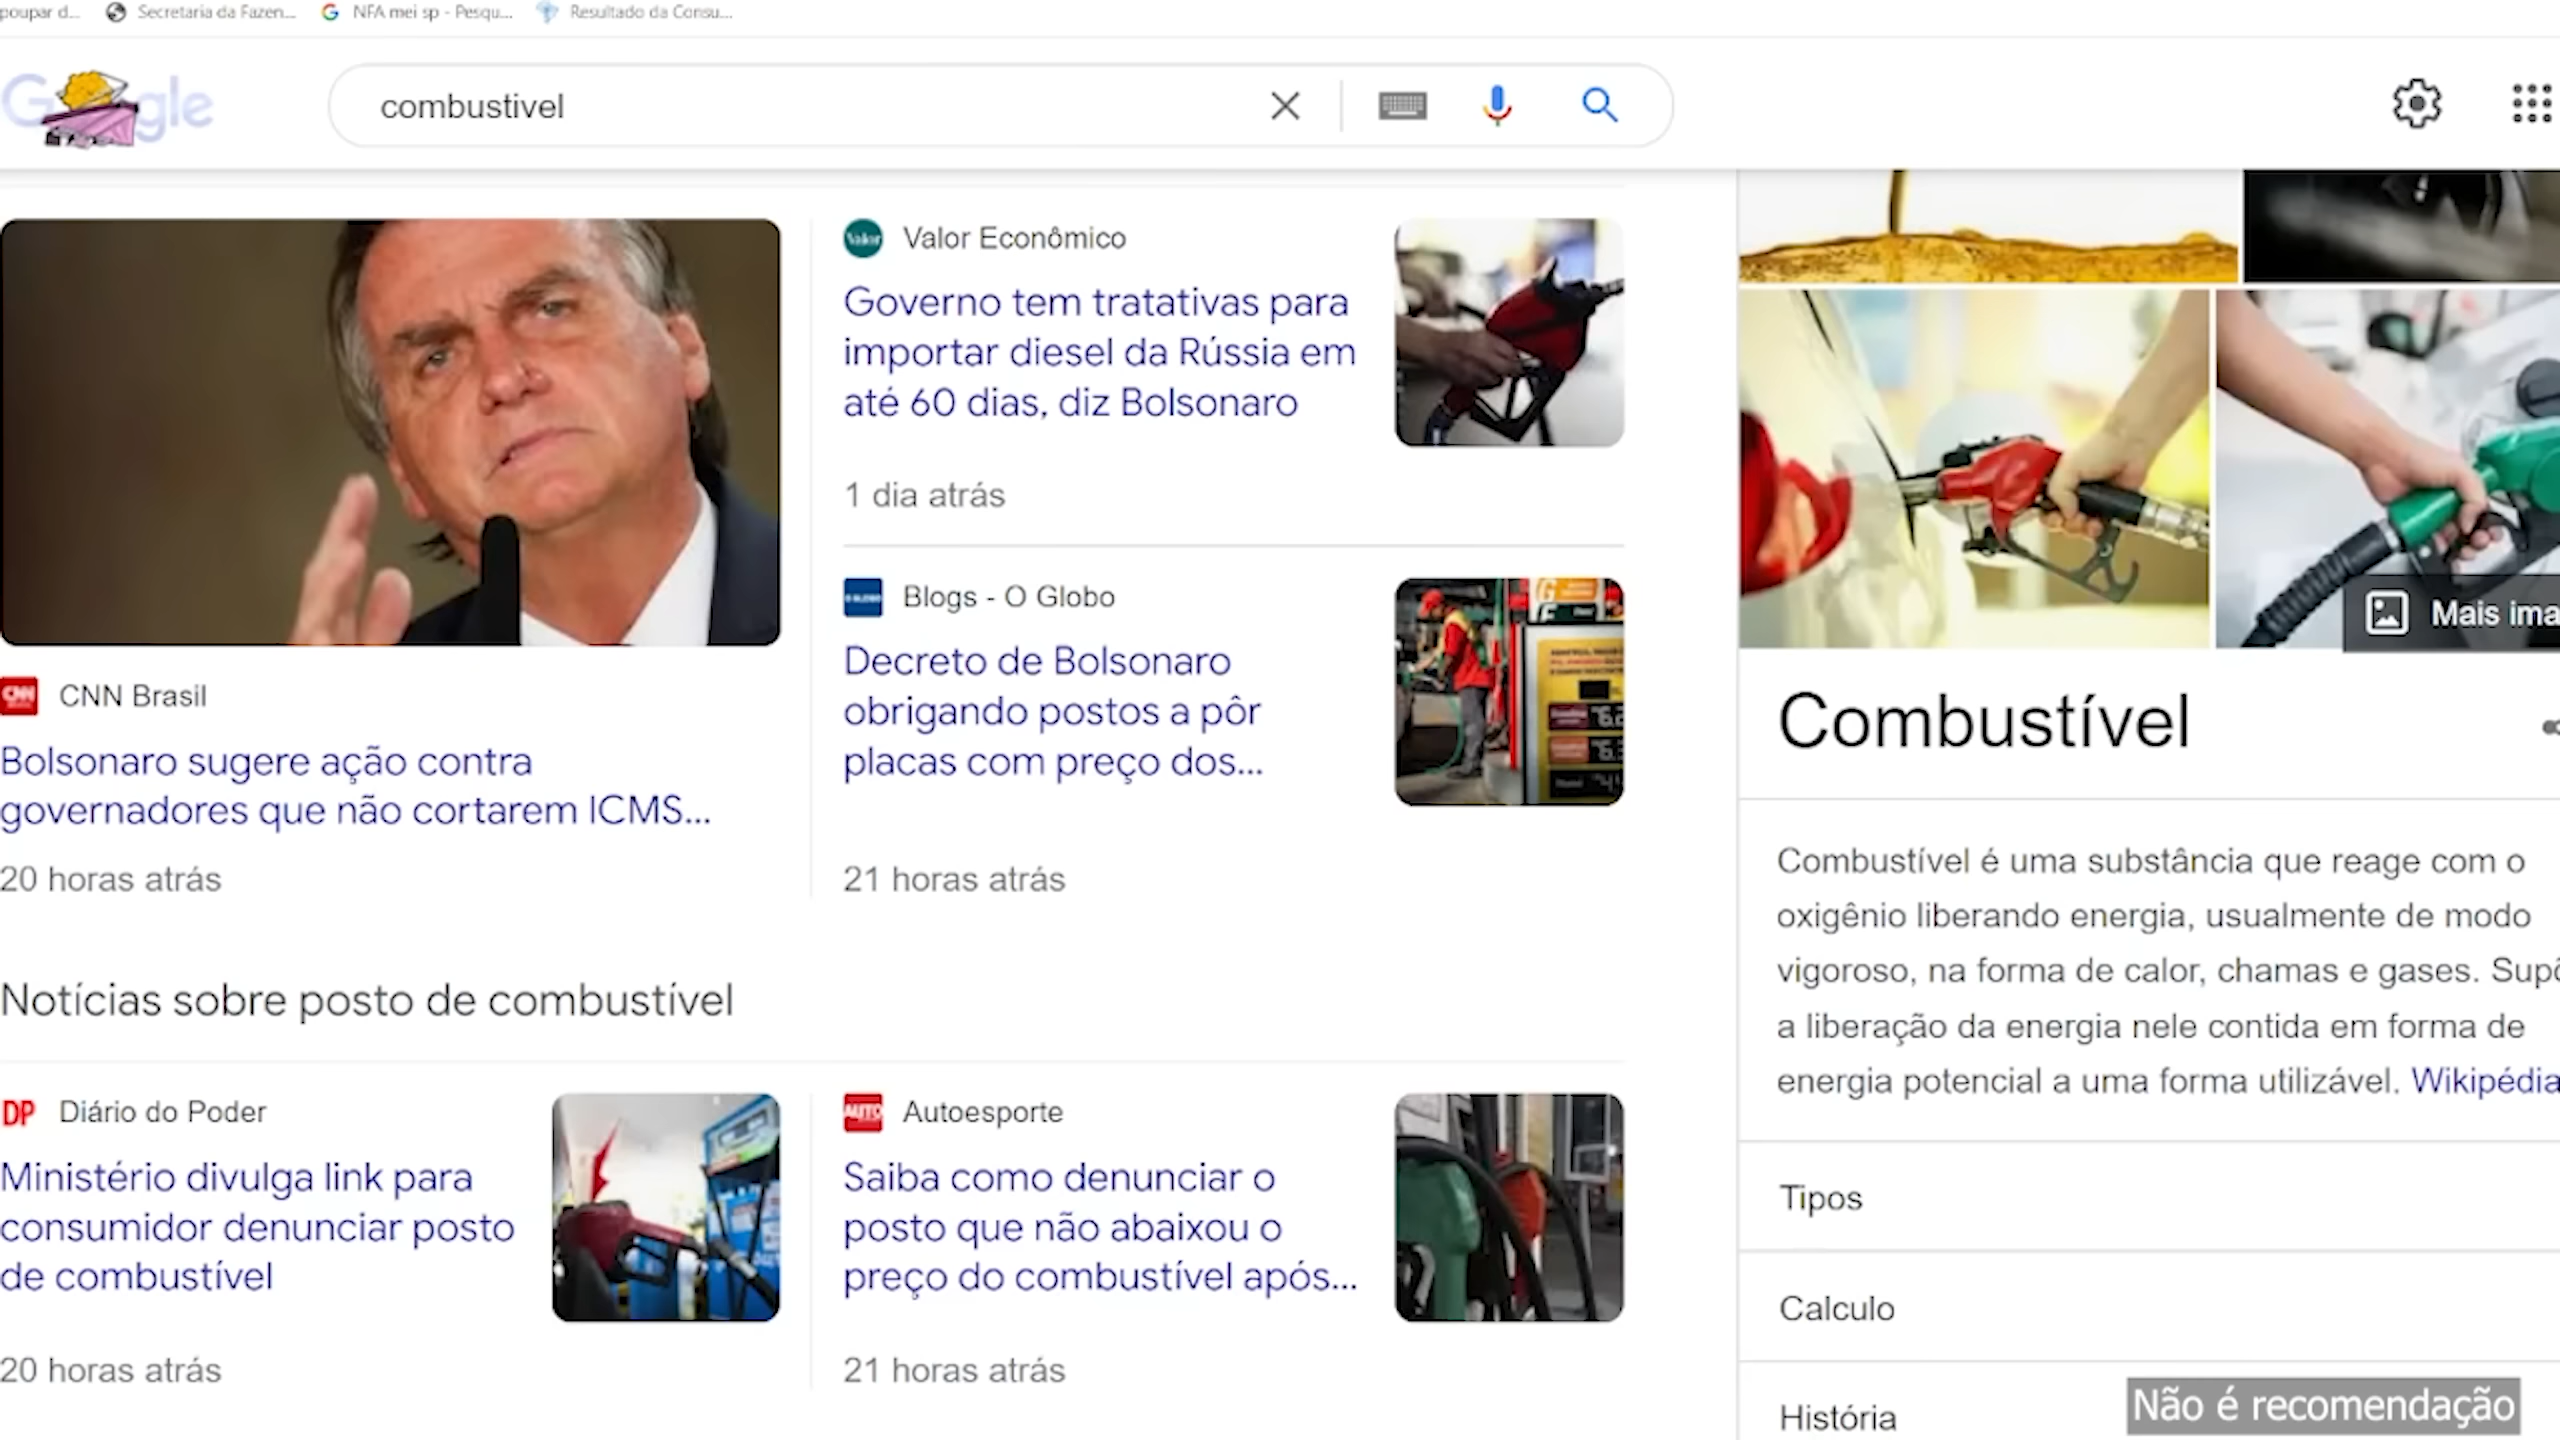 poupar d...
Secretaria da Fazen...
NFA mei sp - Pesqu...
Resultado da Consu...
Google
combustivel
CNN Brasil
Bolsonaro sugere ação contra
governadores que não cortarem ICMS...
20 horas atrás
Valor
Valor Econômico
Governo tem tratativas para
importar diesel da Rússia em
até 60 dias, diz Bolsonaro
1 dia atrás
Blogs - O Globo
Decreto de Bolsonaro
obrigando postos a pôr
placas com preço dos...
21 horas atrás
Notícias sobre posto de combustível
DP
Diário do Poder
Ministério divulga link para
consumidor denunciar posto
de combustível
20 horas atrás
AUTO
Autoesporte
Saiba como denunciar o
posto que não abaixou o
preço do combustível após...
21 horas atrás
Mais ima
Combustível
Combustível é uma substância que reage com o
oxigênio liberando energia, usualmente de modo
vigoroso, na forma de calor, chamas e gases. Supõ
a liberação da energia nele contida em forma de
energia potencial a uma forma utilizável. Wikipédia
Tipos
Calculo
História
Não é recomendação